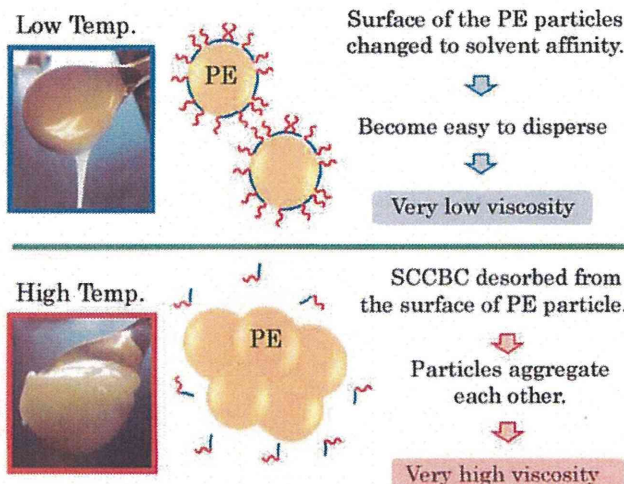 Low Temp.
PE
Surface of the PE particles
changed to solvent affinity.
Become easy to disperse
Very low viscosity
High Temp.
PE
SCCBC desorbed from
the surface of PE particle.
Particles aggregate
each other.
Very high viscosity